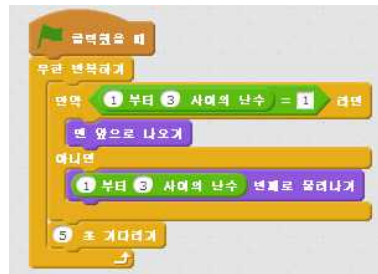 클릭했을 때
무한 반복하기
만약 1 부터 3 사이의 난수 = 1 라면
맨 앞으로 나오기
아니면
1 부터 3 사이의 난수 번째로 물러나기
5 초 기다리기